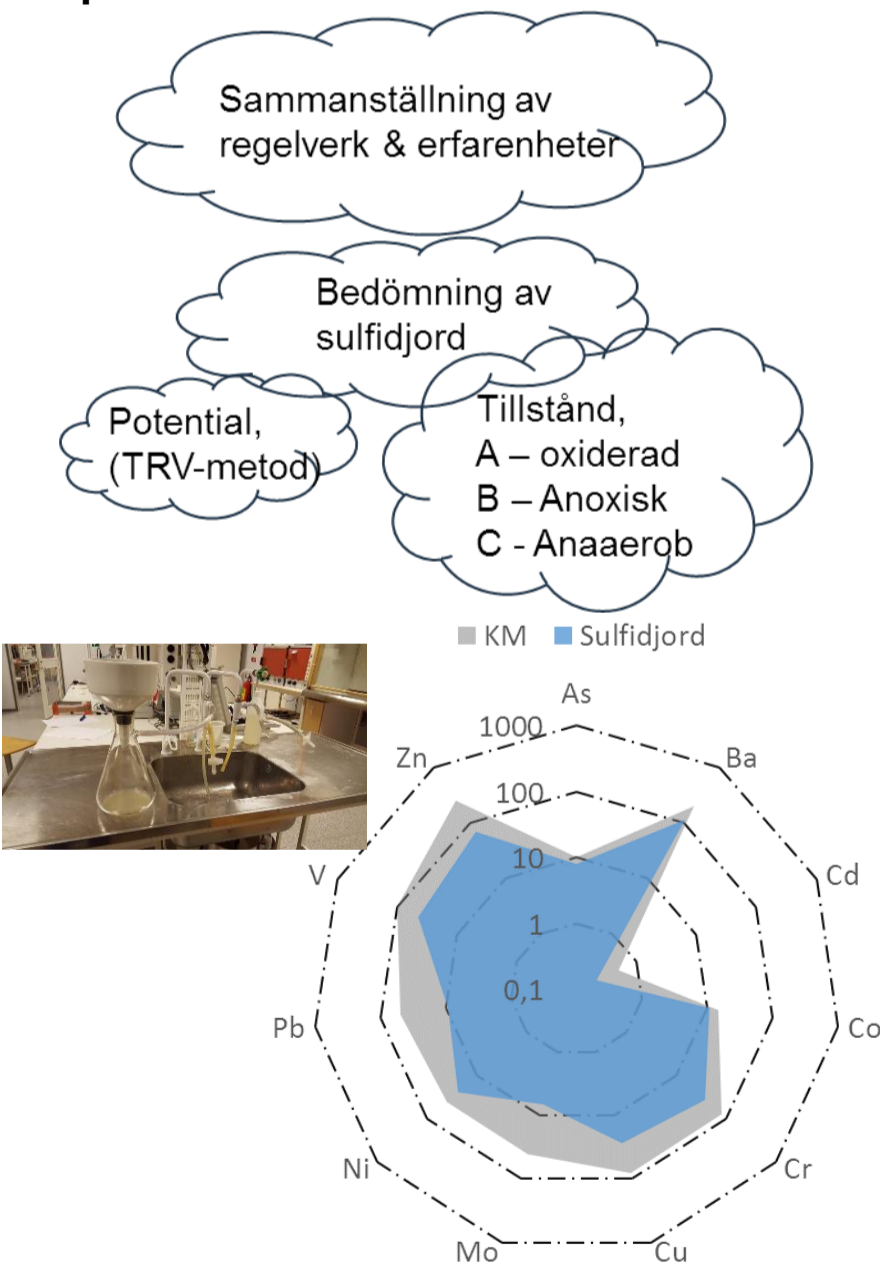 Sammanställning av
regelverk & erfarenheter
Bedömning av
sulfidjord
Potential,
(TRV-metod)
Tillstånd,
A – oxiderad
B – Anoxisk
C - Anaaerob
KM Sulfidjord
As
Ba
Cd
Co
Cr
Cu
Mo
Ni
Pb
V
Zn
1000
100
10
1
0,1